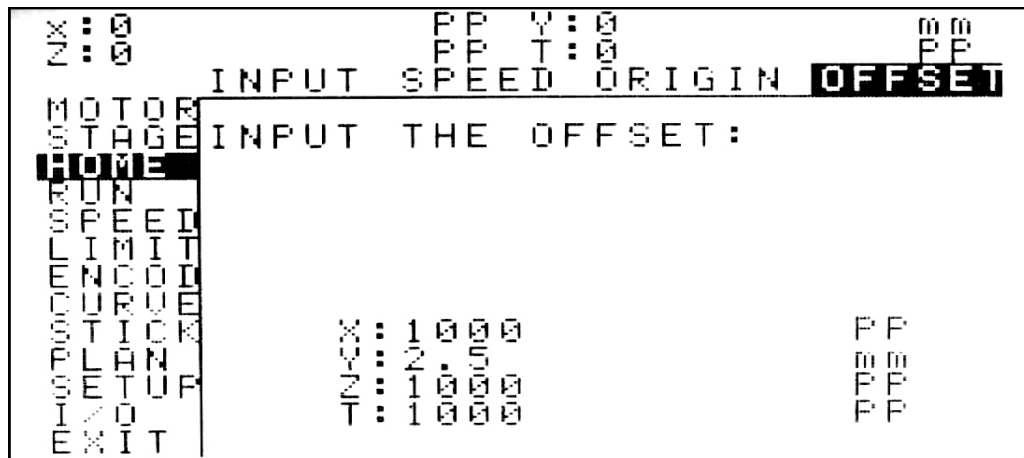 X:0 PP Y:0 mm
Z:0 PP T:0 PP
INPUT SPEED ORIGIN OFFSET
MOTOR
STAGE INPUT THE OFFSET:
HOME
RUN
SPEED
LIMIT
ENCOD
CURVE
STICK X:1000 PP
PLAN Y:2.5 mm
SETUP Z:1000 PP
I/O T:1000 PP
EXIT